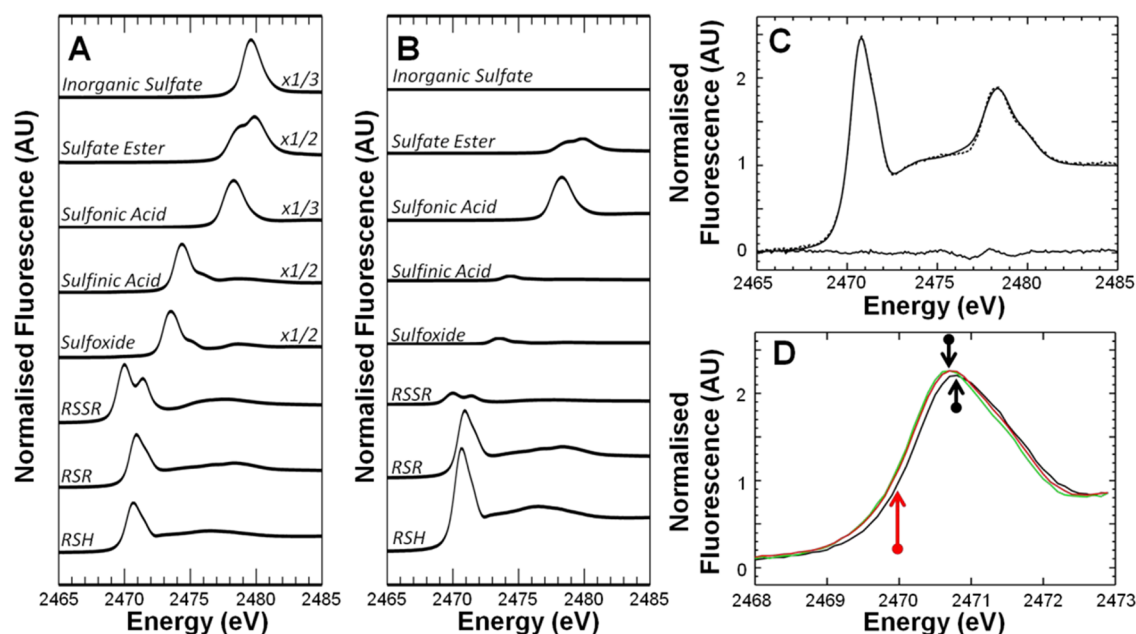 A
Inorganic Sulfate
x1/3
Sulfate Ester
x1/2
Sulfonic Acid
x1/3
Sulfinic Acid
x1/2
Sulfoxide
x1/2
RSSR
RSR
RSH
Normalised Fluorescence (AU)
2465 2470 2475 2480 2485
Energy (eV)
B
Inorganic Sulfate
Sulfate Ester
Sulfonic Acid
Sulfinic Acid
Sulfoxide
RSSR
RSR
RSH
Normalised Fluorescence (AU)
2465 2470 2475 2480 2485
Energy (eV)
C
Normalised
Fluorescence (AU)
2
1
0
2465 2470 2475 2480 2485
Energy (eV)
D
Normalised
Fluorescence (AU)
2
1
0
2468 2469 2470 2471 2472 2473
Energy (eV)